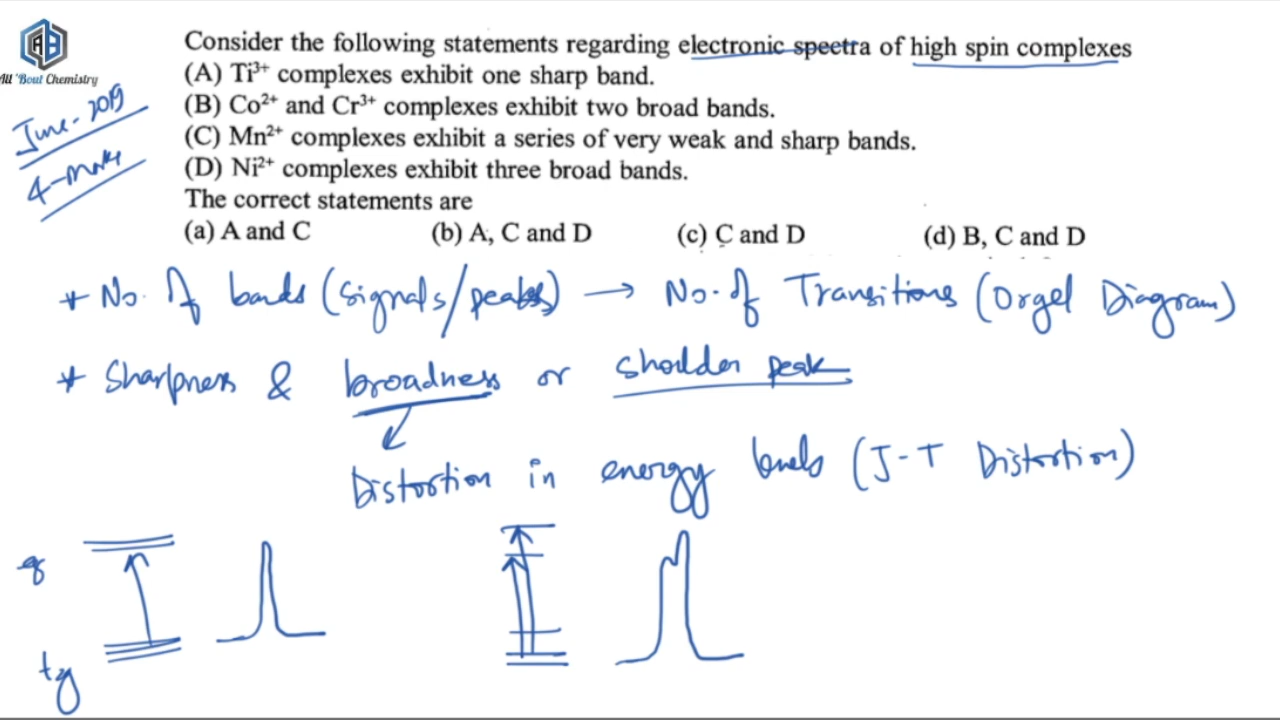 All 'Bout Chemistry
June-2019
4-marks
Consider the following statements regarding electronic spectra of high spin complexes
(A) Ti³⁺ complexes exhibit one sharp band.
(B) Co²⁺ and Cr³⁺ complexes exhibit two broad bands.
(C) Mn²⁺ complexes exhibit a series of very weak and sharp bands.
(D) Ni²⁺ complexes exhibit three broad bands.
The correct statements are
(a) A and C (b) A, C and D (c) C and D (d) B, C and D
* No. of bands (signals/peaks) → No. of Transitions (Orgel Diagram)
* Sharpness & broadness or shoulder peak
Distortion in energy levels (J-T Distortion)
eg
t2g